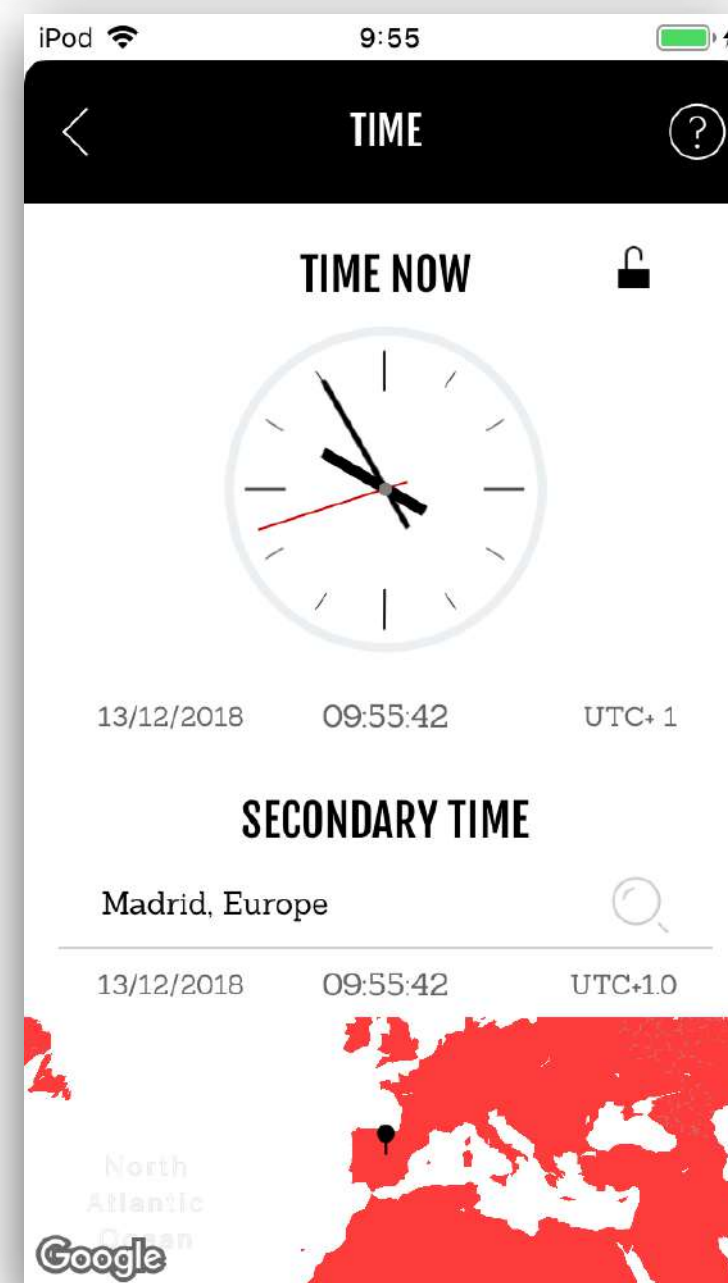 iPod 9:55
TIME
?
TIME NOW
13/12/2018 09:55:42 UTC+ 1
SECONDARY TIME
Madrid, Europe
13/12/2018 09:55:42 UTC+1.0
North
Atlantic
Ocean
Google